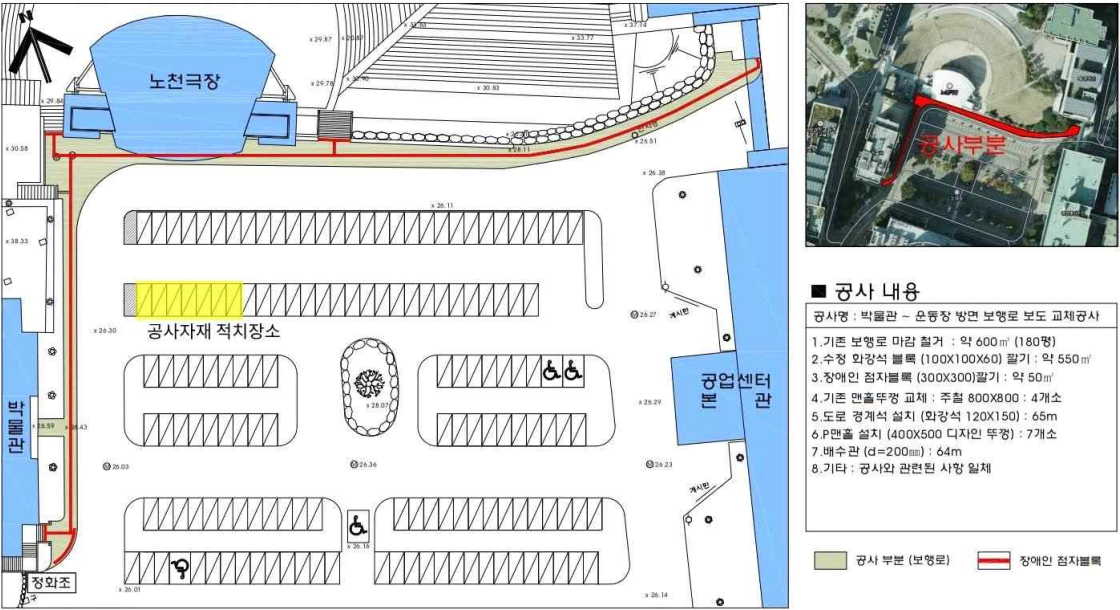 x 31.30
x 37.14
x 29.87
x 33.77
x 29.78
x 30.83
노천극장
x 30.58
x 28.11
x 26.51
x 26.38
x 26.11
x 38.33
x 26.30
공사자재 적치장소
Ⓜ26.27
게시판
x 28.07
공업센터
본 관
x 26.29
박물관
x 26.59
x 26.43
Ⓜ26.03
Ⓜ26.36
Ⓜ26.23
게시판
x 26.16
정화조
x 26.01
x 26.14
공사부분
■ 공사 내용
공사명 : 박물관 ~ 운동장 방면 보행로 보도 교체공사
1.기존 보행로 마감 철거 : 약 600㎡ (180평)
2.수정 화강석 블록 (100X100X60) 깔기 : 약 550㎡
3.장애인 점자블록 (300X300)깔기 : 약 50㎡
4.기존 맨홀뚜껑 교체 : 주철 800X800 : 4개소
5.도로 경계석 설치 (화강석 120X150) : 65m
6.P맨홀 설치 (400X500 디자인 뚜껑) : 7개소
7.배수관 (d=200㎜) : 64m
8.기타 : 공사와 관련된 사항 일체
공사 부분 (보행로)
장애인 점자블록